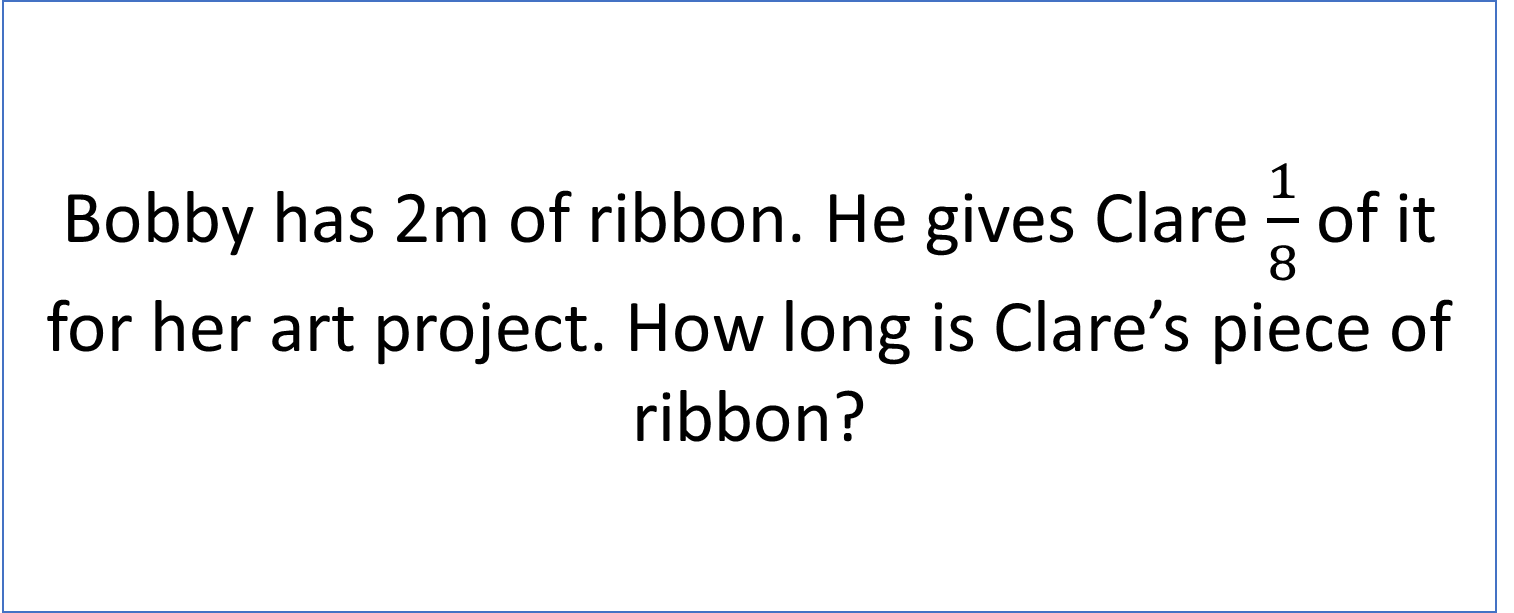 Bobby has 2m of ribbon. He gives Clare 1/8 of it
for her art project. How long is Clare’s piece of
ribbon?